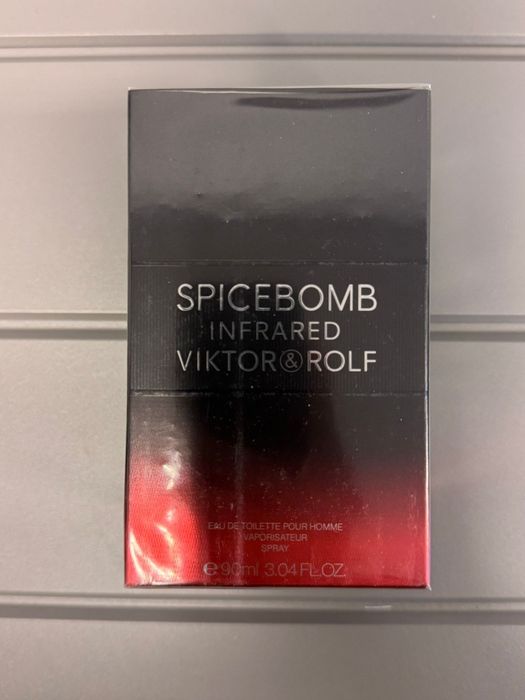 SPICEBOMB
INFRARED
VIKTOR&ROLF
EAU DE TOILETTE POUR HOMME
VAPORISATEUR
SPRAY
℮90ml 3.04 FL.OZ.